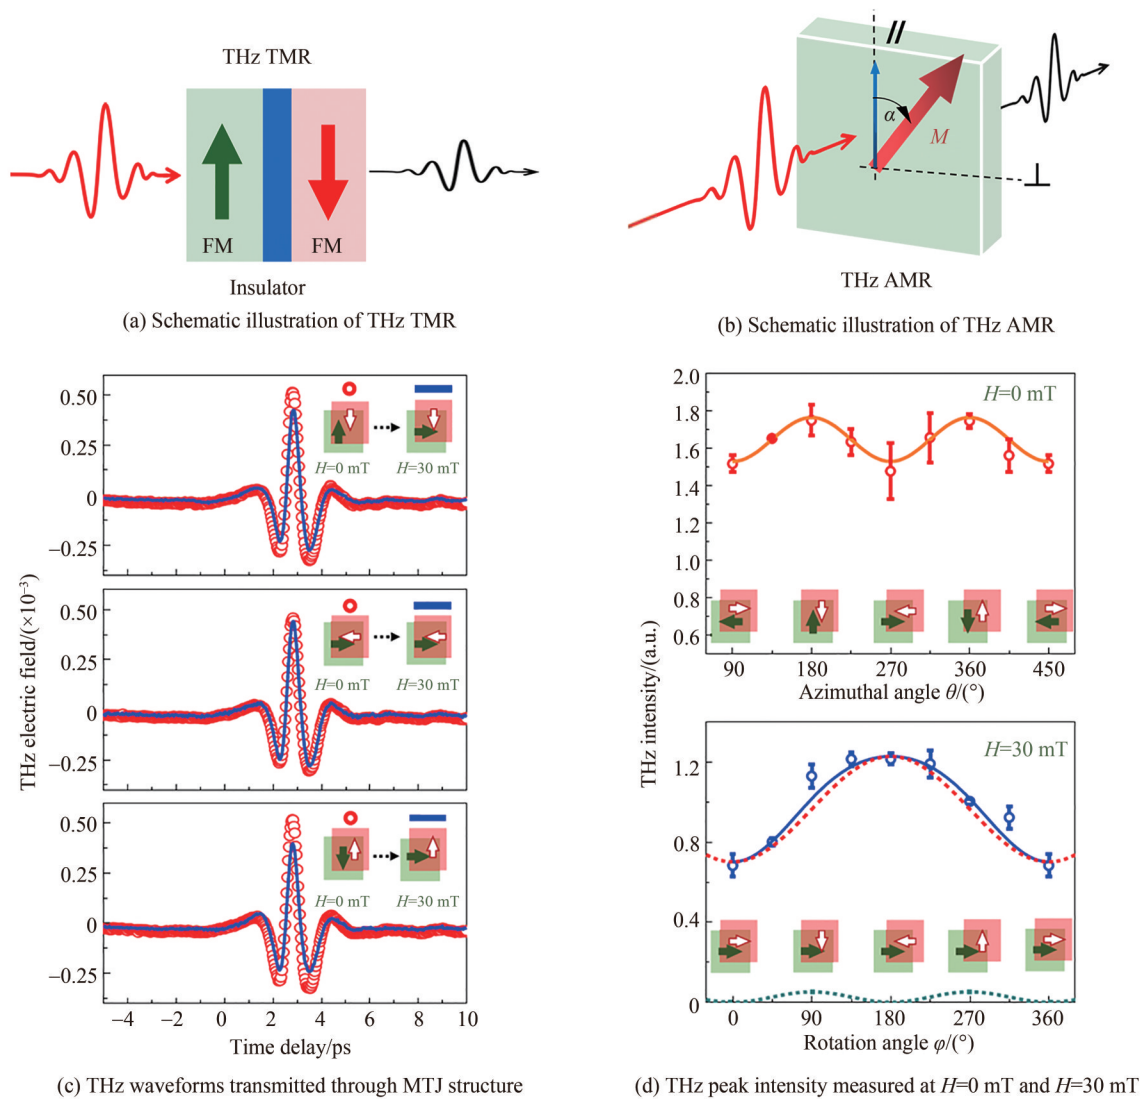 THz TMR
FM
FM
Insulator
(a) Schematic illustration of THz TMR
//
α
M
⊥
THz AMR
(b) Schematic illustration of THz AMR
THz electric field/(×10⁻³)
0.50
0.25
0
−0.25
H=0 mT
H=30 mT
0.50
0.25
0
−0.25
H=0 mT
H=30 mT
0.50
0.25
0
−0.25
H=0 mT
H=30 mT
−4 −2 0 2 4 6 8 10
Time delay/ps
(c) THz waveforms transmitted through MTJ structure
THz intensity/(a.u.)
2.0
1.8
1.6
1.4
1.2
1.0
0.8
0.6
H=0 mT
90 180 270 360 450
Azimuthal angle θ/(°)
1.2
0.8
0.4
0
H=30 mT
0 90 180 270 360
Rotation angle φ/(°)
(d) THz peak intensity measured at H=0 mT and H=30 mT